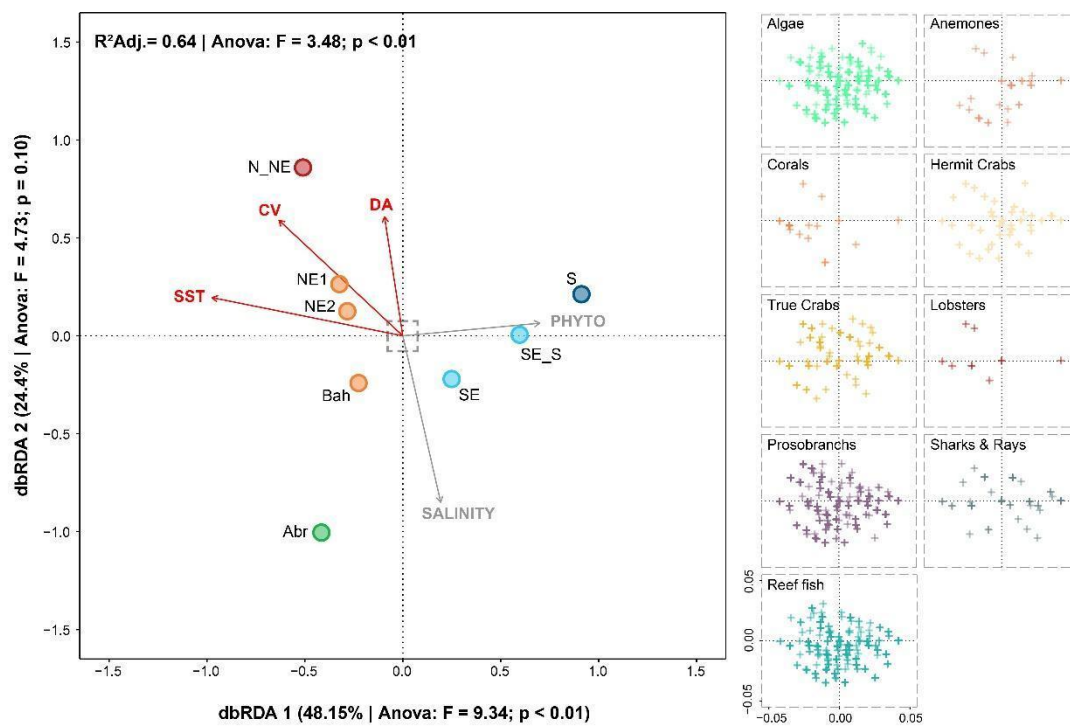 R²Adj.= 0.64 | Anova: F = 3.48; p < 0.01
1.5
1.0
0.5
0.0
−0.5
−1.0
−1.5
dbRDA 2 (24.4% | Anova: F = 4.73; p = 0.10)
N_NE
CV
DA
NE1
SST
NE2
S
PHYTO
SE_S
Bah
SE
SALINITY
Abr
−1.5
−1.0
−0.5
0.0
0.5
1.0
1.5
dbRDA 1 (48.15% | Anova: F = 9.34; p < 0.01)
Algae
Anemones
Corals
Hermit Crabs
True Crabs
Lobsters
Prosobranchs
Sharks & Rays
Reef fish
0.05
0.00
−0.05
−0.05
0.00
0.05